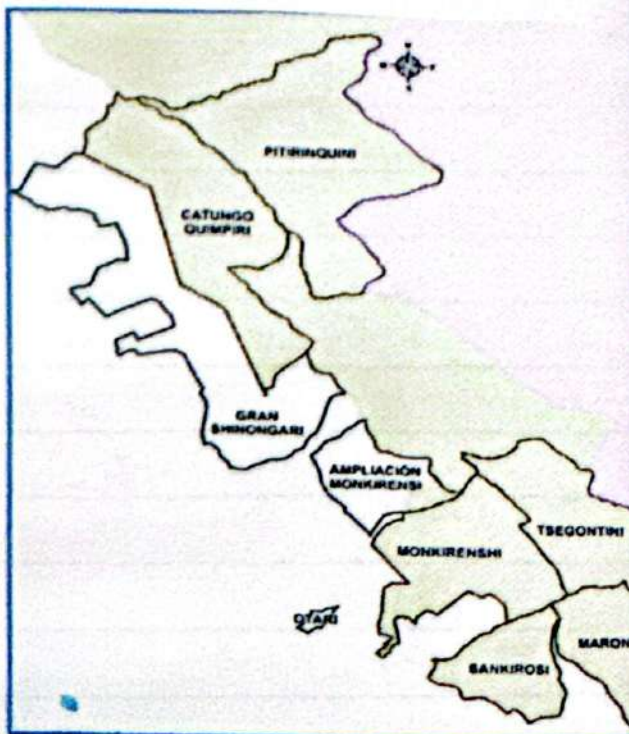 PITIRINQUINI
CATUNGO
QUIMPIRI
GRAN
SHINONGARI
AMPLIACIÓN
MONKIRENSI
TSEGONTINI
MONKIRENSHI
OTARI
MARON
SANKIROSI